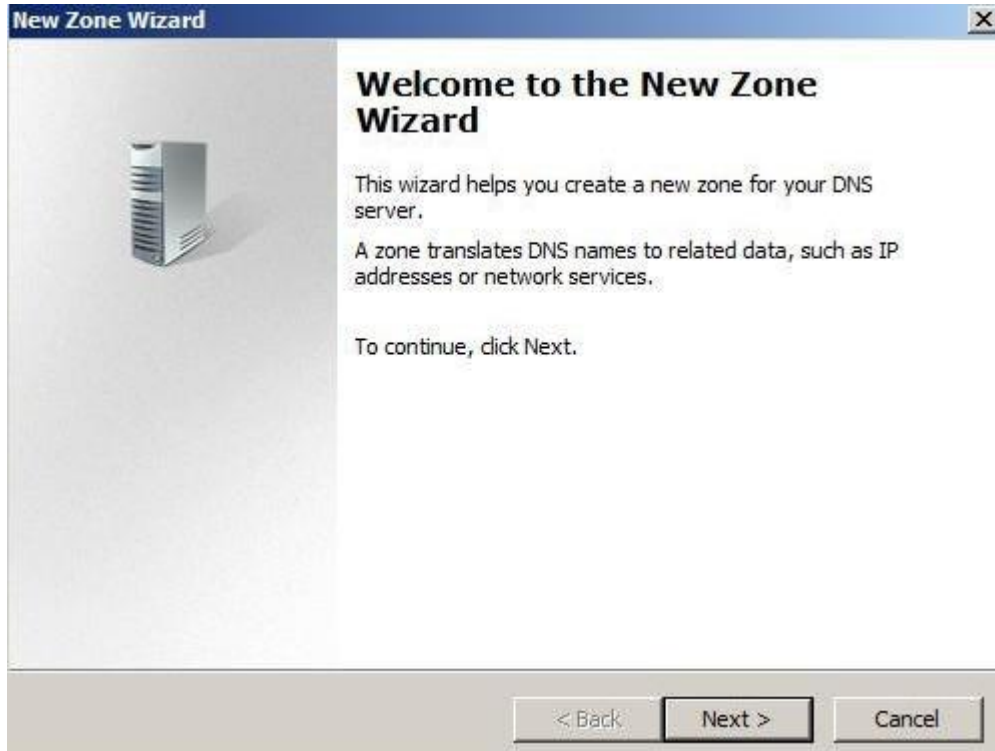 New Zone Wizard
Welcome to the New Zone
Wizard
This wizard helps you create a new zone for your DNS
server.
A zone translates DNS names to related data, such as IP
addresses or network services.
To continue, click Next.
< Back Next > Cancel